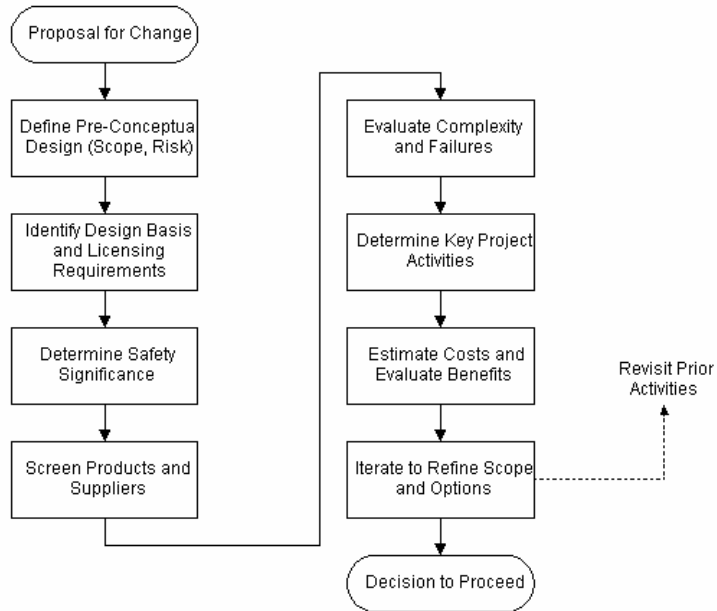 Proposal for Change
Define Pre-Conceptua
Design (Scope, Risk)
Identify Design Basis
and Licensing
Requirements
Determine Safety
Significance
Screen Products and
Suppliers
Evaluate Complexity
and Failures
Determine Key Project
Activities
Estimate Costs and
Evaluate Benefits
Iterate to Refine Scope
and Options
Decision to Proceed
Revisit Prior
Activities